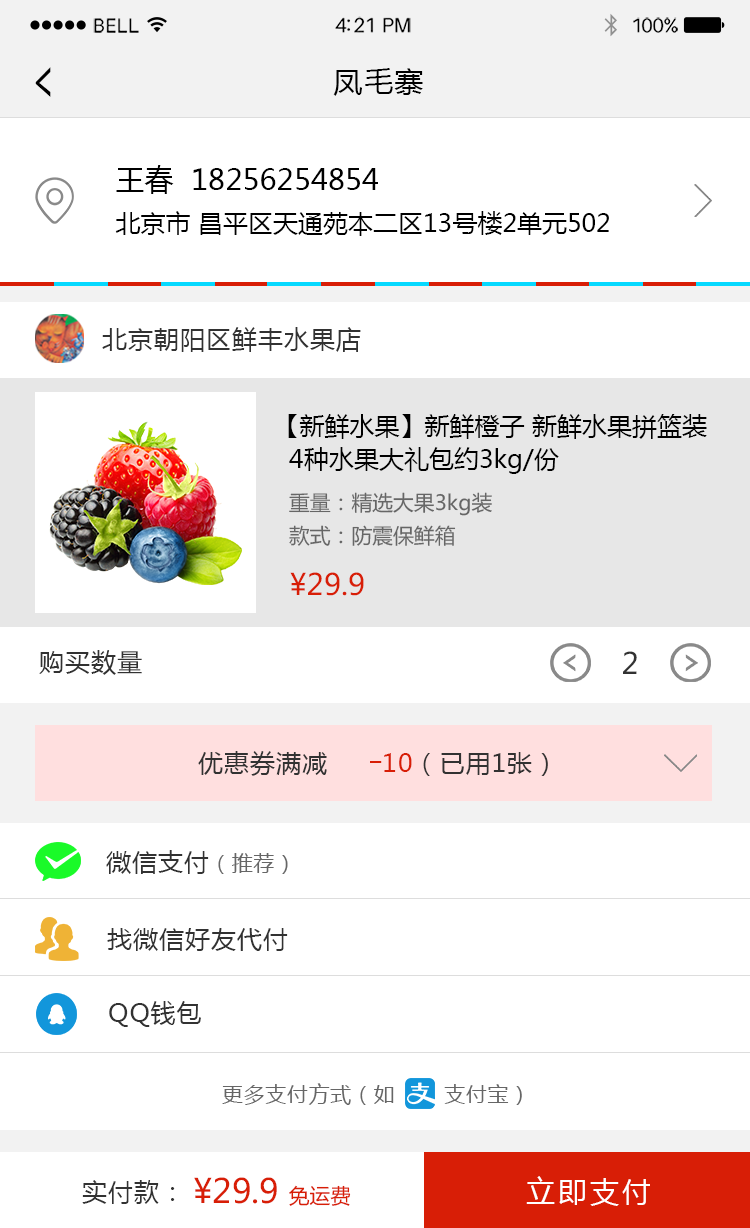 BELL 4:21 PM 100%
凤毛寨
王春 18256254854
北京市 昌平区天通苑本二区13号楼2单元502
北京朝阳区鲜丰水果店
【新鲜水果】新鲜橙子 新鲜水果拼篮装
4种水果大礼包约3kg/份
重量：精选大果3kg装
款式：防震保鲜箱
¥29.9
购买数量 2
优惠券满减 -10（已用1张）
微信支付（推荐）
找微信好友代付
QQ钱包
更多支付方式（如 支 支付宝）
实付款： ¥29.9 免运费
立即支付